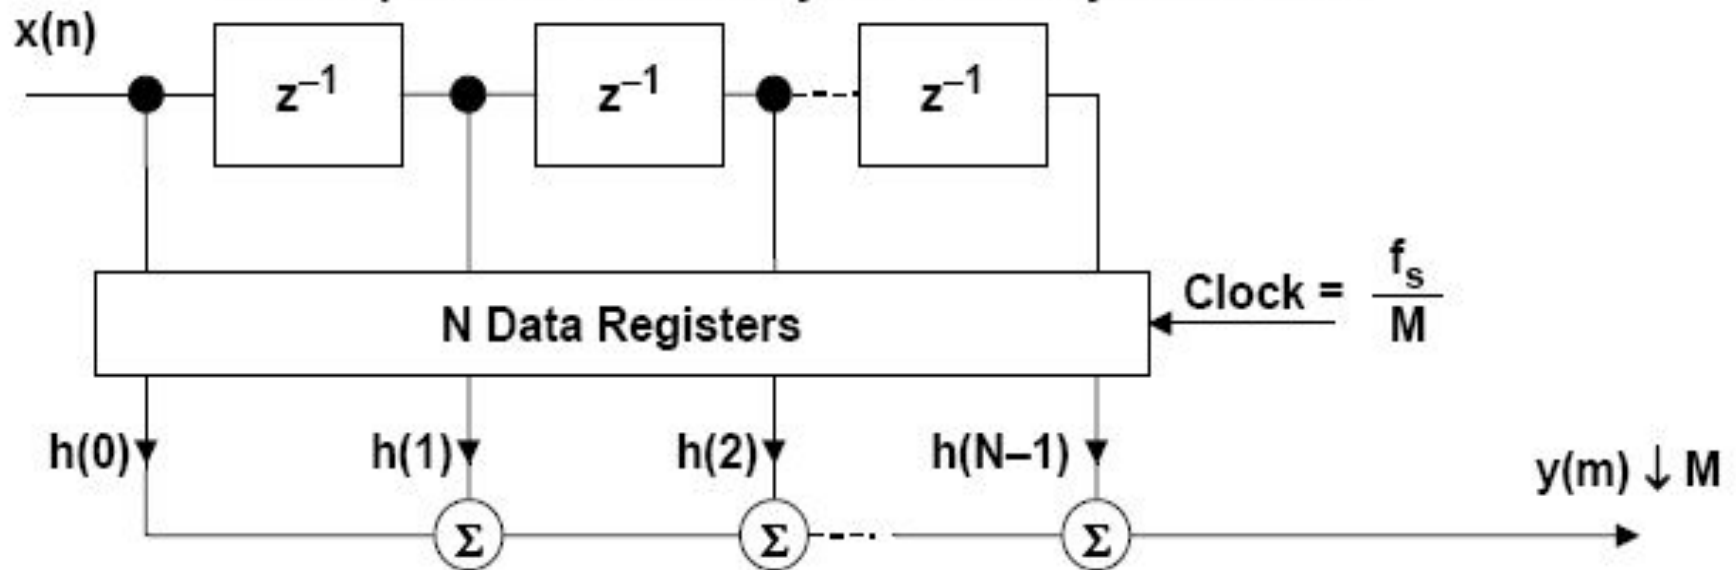 x(n)
z⁻¹ z⁻¹ z⁻¹
N Data Registers
Clock = fₛ
M
h(0) h(1) h(2) h(N–1)
y(m) ↓ M
Σ Σ Σ